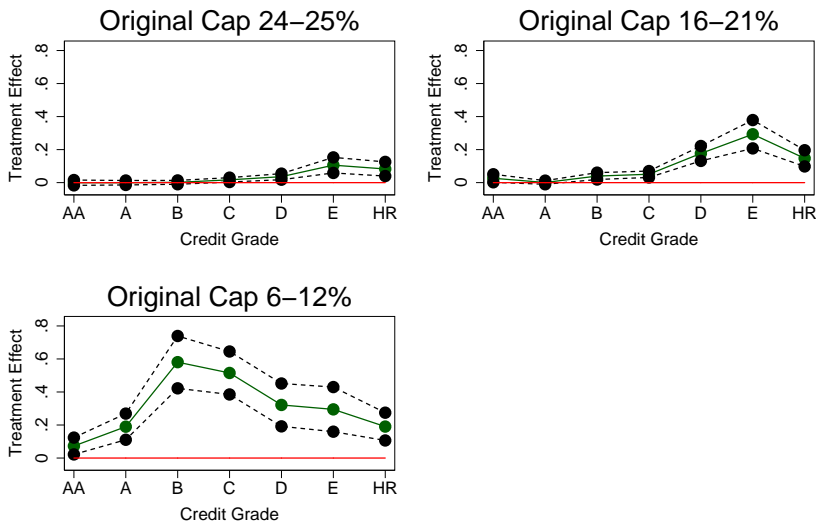 Original Cap 24–25%
Treatment Effect
.8
.6
.4
.2
0
AA A B C D E HR
Credit Grade
Original Cap 16–21%
Treatment Effect
.8
.6
.4
.2
0
AA A B C D E HR
Credit Grade
Original Cap 6–12%
Treatment Effect
.8
.6
.4
.2
0
AA A B C D E HR
Credit Grade